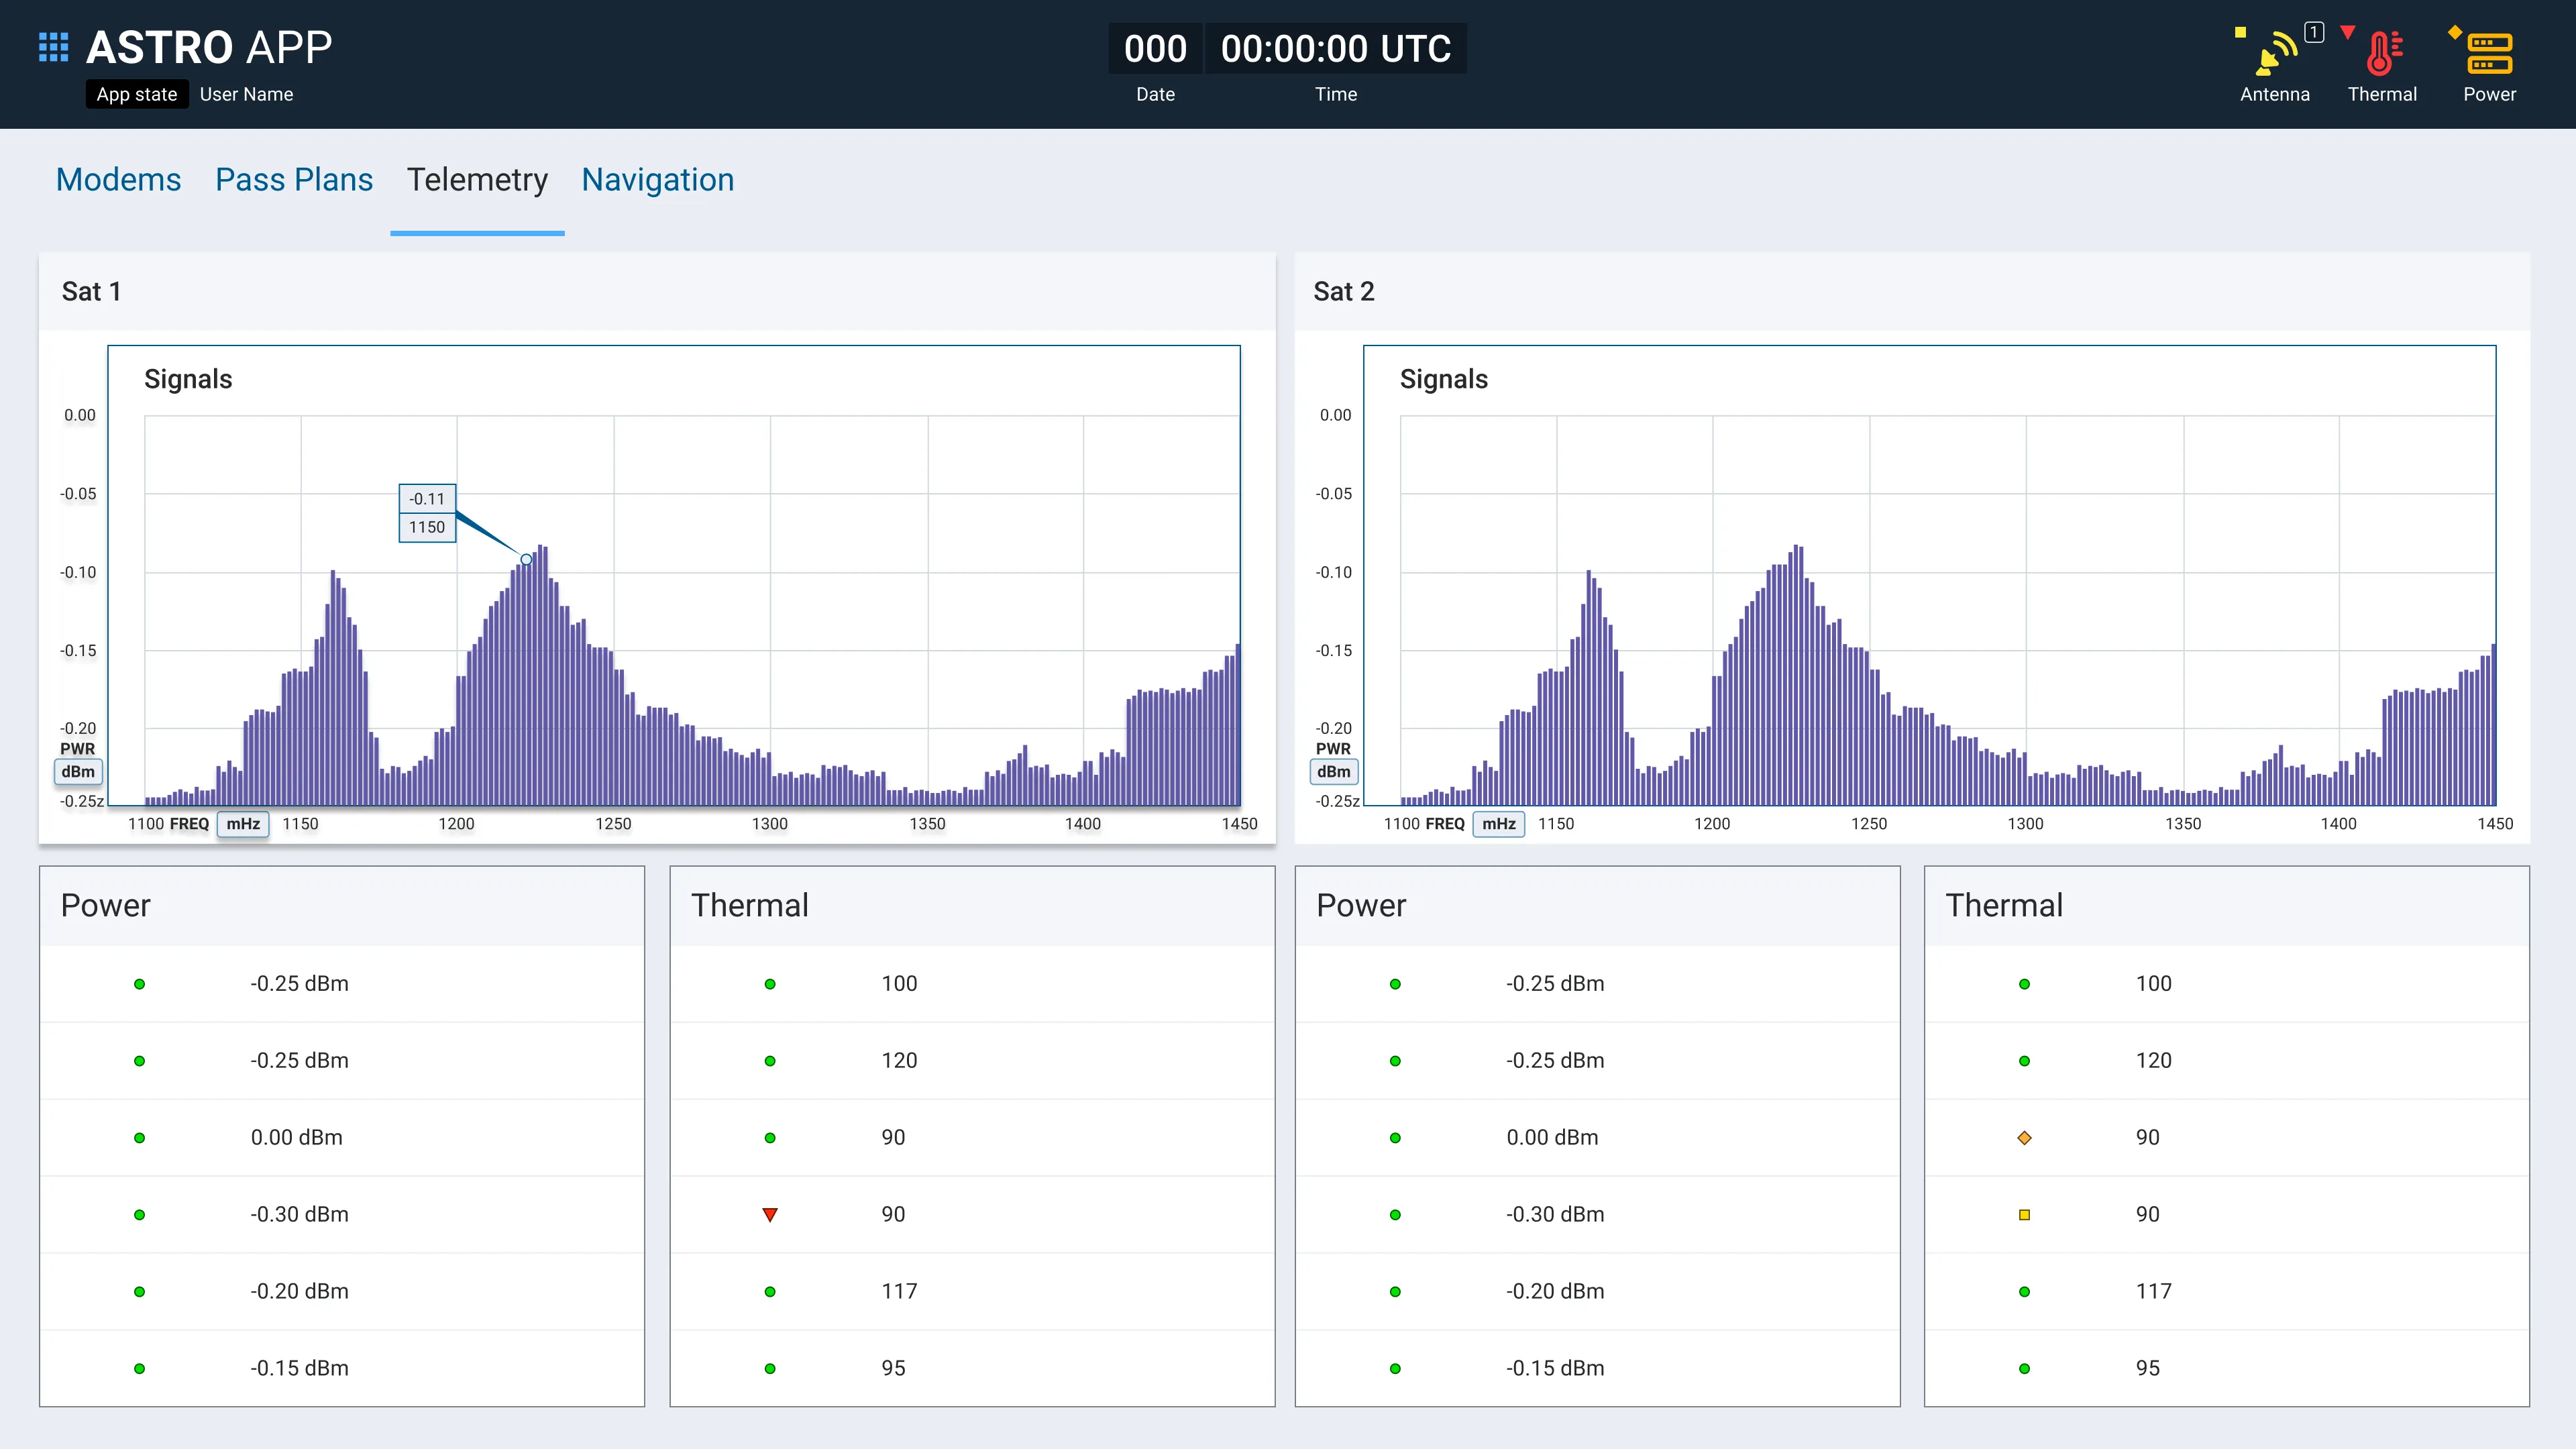 ASTRO APP
App state User Name
000 00:00:00 UTC
Date Time
1
Antenna Thermal Power
Modems Pass Plans Telemetry Navigation
Sat 1
Signals
0.00
-0.05
-0.11
1150
-0.10
-0.15
-0.20
PWR
dBm
-0.25z
1100 FREQ mHz 1150 1200 1250 1300 1350 1400 1450
Sat 2
Signals
0.00
-0.05
-0.10
-0.15
-0.20
PWR
dBm
-0.25z
1100 FREQ mHz 1150 1200 1250 1300 1350 1400 1450
Power
-0.25 dBm
-0.25 dBm
0.00 dBm
-0.30 dBm
-0.20 dBm
-0.15 dBm
Thermal
100
120
90
90
117
95
Power
-0.25 dBm
-0.25 dBm
0.00 dBm
-0.30 dBm
-0.20 dBm
-0.15 dBm
Thermal
100
120
90
90
117
95